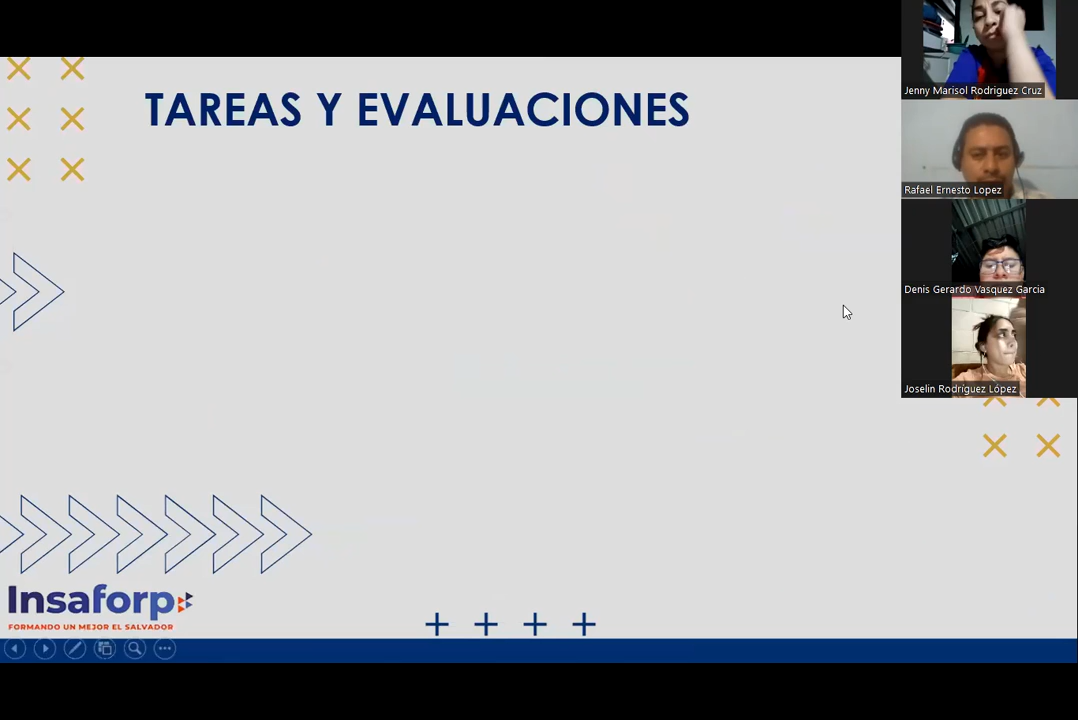 TAREAS Y EVALUACIONES
Jenny Marisol Rodriguez Cruz
Rafael Ernesto Lopez
Denis Gerardo Vasquez Garcia
Joselin Rodríguez López
Insaforp
FORMANDO UN MEJOR EL SALVADOR